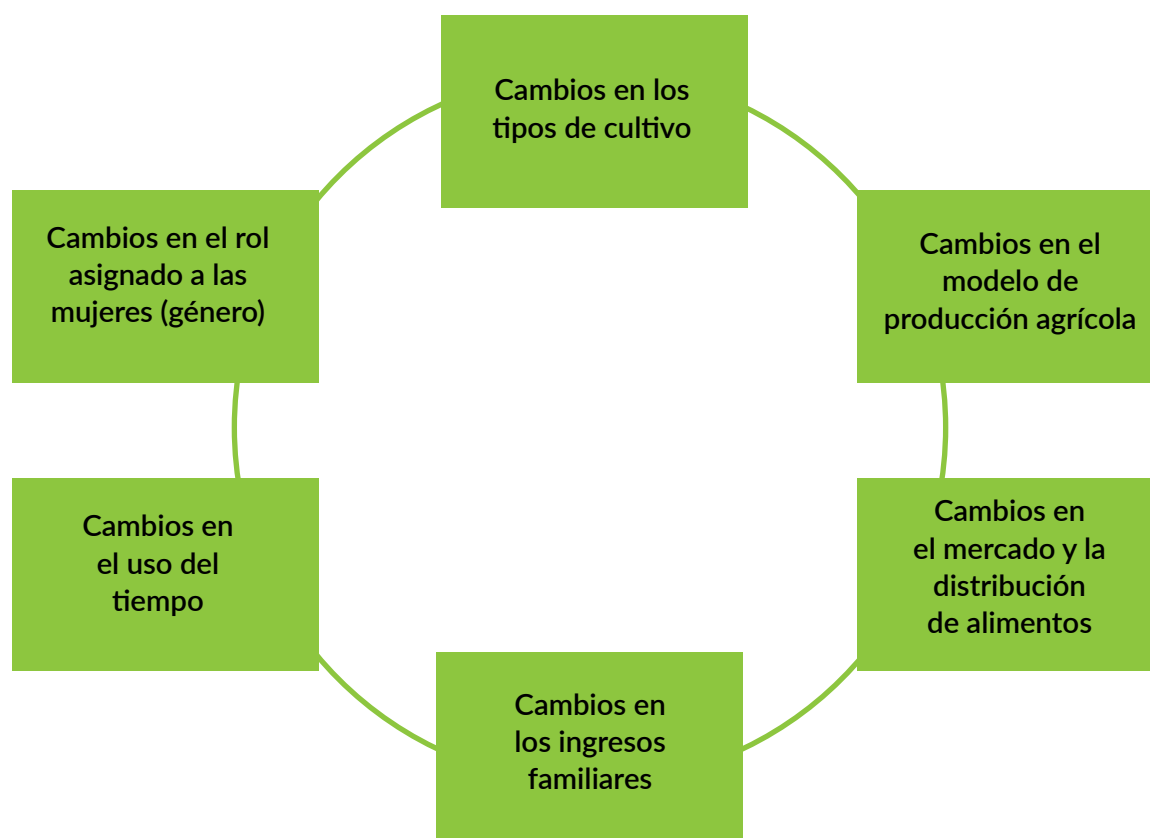 Cambios en los
tipos de cultivo
Cambios en el rol
asignado a las
mujeres (género)
Cambios en el
modelo de
producción agrícola
Cambios en
el uso del
tiempo
Cambios en
el mercado y la
distribución
de alimentos
Cambios en
los ingresos
familiares